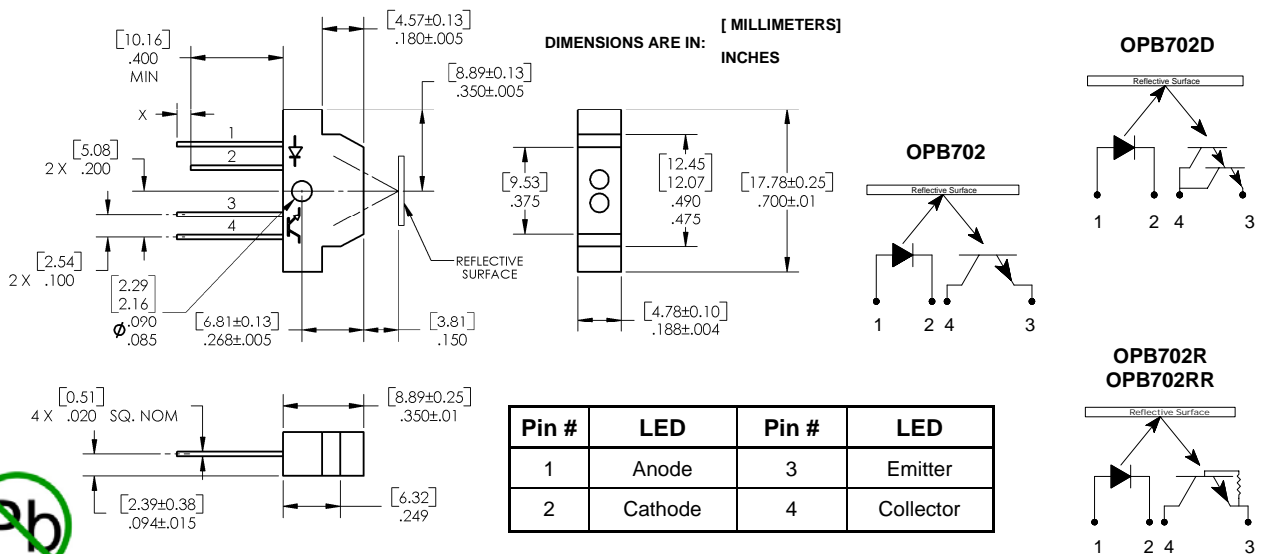 [10.16]
.400
MIN
X
[4.57±0.13]
.180±.005
[8.89±0.13]
.350±.005
DIMENSIONS ARE IN:
[ MILLIMETERS]
INCHES
1
2
3
4
[5.08]
2 X .200
[2.54]
2 X .100
[2.29
2.16]
ø .090
.085
[6.81±0.13]
.268±.005
[3.81]
.150
REFLECTIVE
SURFACE
[9.53]
.375
[12.45
12.07]
.490
.475
[17.78±0.25]
.700±.01
[4.78±0.10]
.188±.004
OPB702
Reflective Surface
1 2 4 3
OPB702D
Reflective Surface
1 2 4 3
OPB702R
OPB702RR
Reflective Surface
1 2 4 3
[0.51]
4 X .020 SQ. NOM
[2.39±0.38]
.094±.015
[8.89±0.25]
.350±.01
[6.32]
.249
Pin # LED Pin # LED
1 Anode 3 Emitter
2 Cathode 4 Collector
Pb